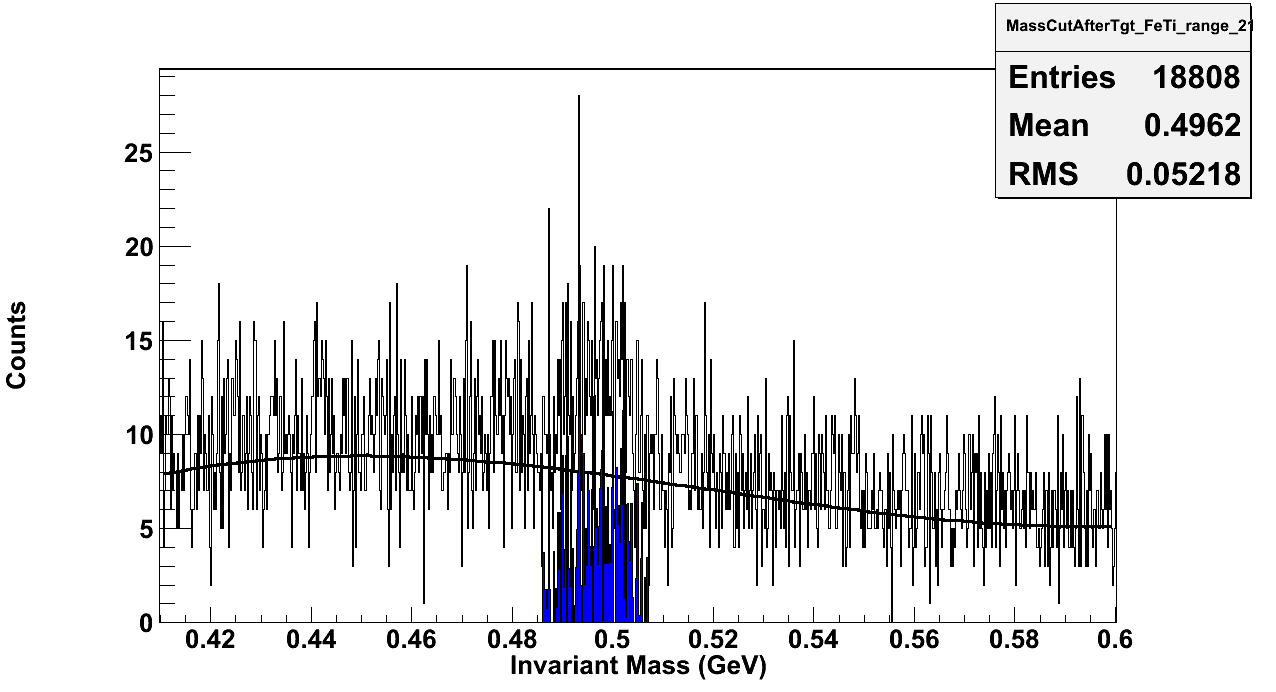 MassCutAfterTgt_FeTi_range_21
Entries 18808
Mean 0.4962
RMS 0.05218
Counts
25
20
15
10
5
0
0.42 0.44 0.46 0.48 0.5 0.52 0.54 0.56 0.58 0.6
Invariant Mass (GeV)